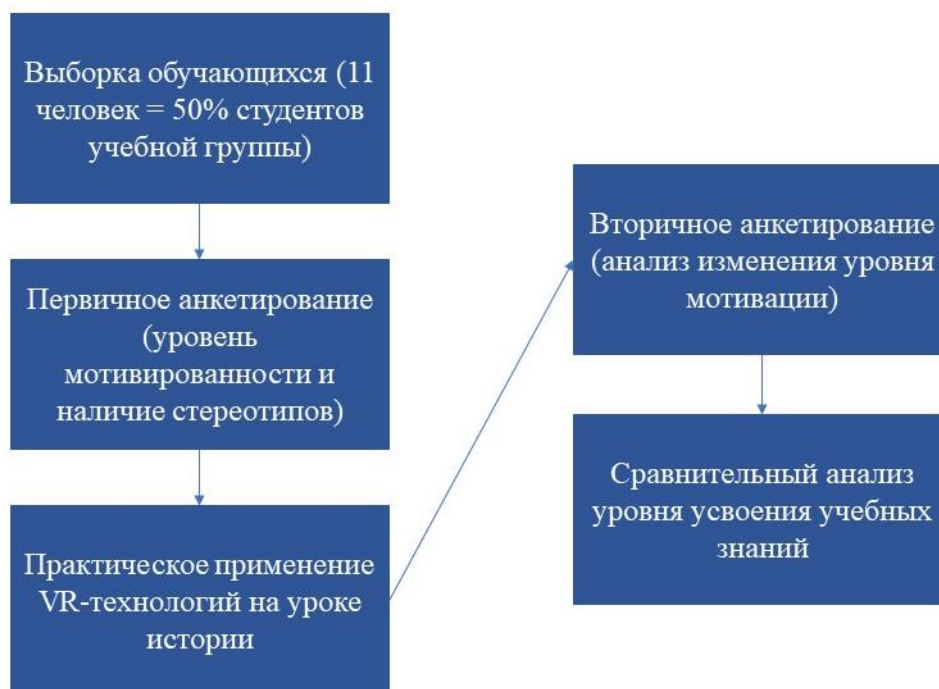 Выборка обучающихся (11
человек = 50% студентов
учебной группы)
Первичное анкетирование
(уровень
мотивированности и
наличие стереотипов)
Практическое применение
VR-технологий на уроке
истории
Вторичное анкетирование
(анализ изменения уровня
мотивации)
Сравнительный анализ
уровня усвоения учебных
знаний